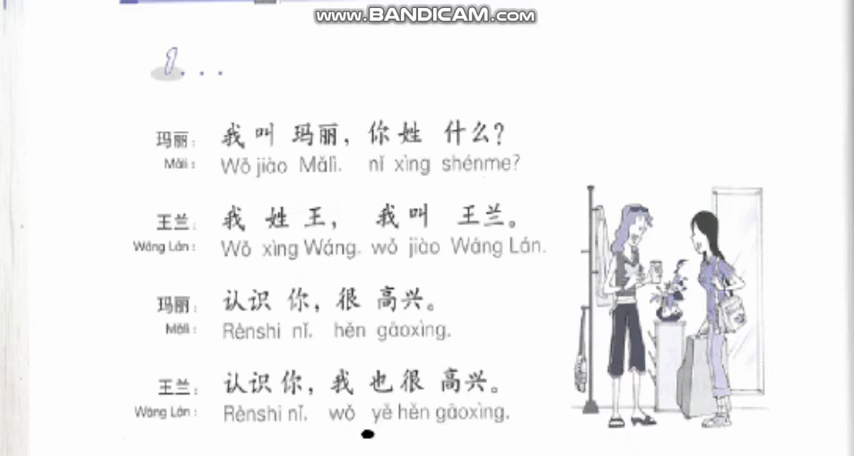 www.BANDICAM.com
1...
玛丽： 我 叫 玛丽， 你 姓 什么？
Mǎlì： Wǒ jiào Mǎlì. nǐ xìng shénme?
王兰： 我 姓 王， 我 叫 王兰。
Wáng Lán： Wǒ xìng Wáng. wǒ jiào Wáng Lán.
玛丽： 认识 你， 很 高兴。
Mǎlì： Rènshi nǐ. hěn gāoxìng.
王兰： 认识 你， 我 也 很 高兴。
Wáng Lán： Rènshi nǐ. wǒ yě hěn gāoxìng.